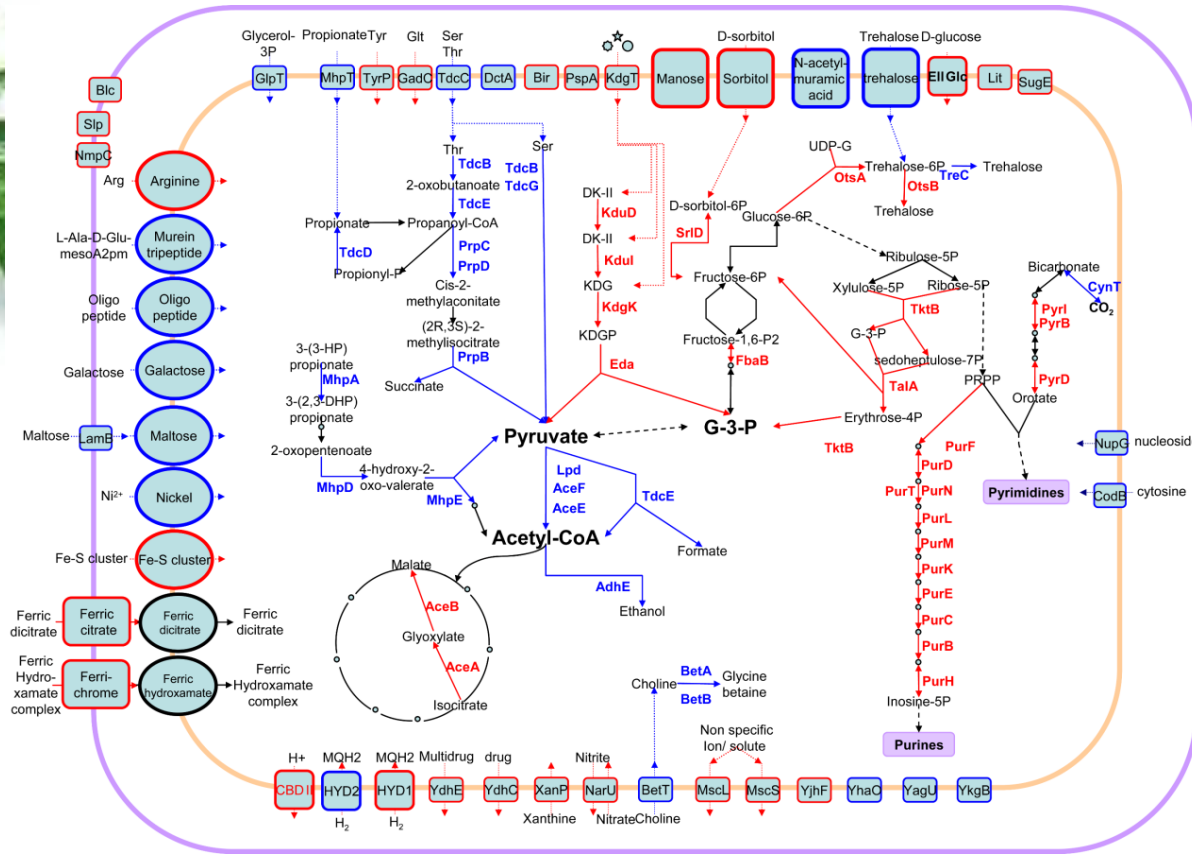 Glycerol-
3P
Propionate
Tyr
Glt
Ser
Thr
D-sorbitol
Trehalose
D-glucose
GlpT
MhpT
TyrP
GadC
TdcC
DctA
Bir
PspA
KdgT
Manose
Sorbitol
N-acetyl-
muramic
acid
trehalose
EII Glc
Lit
SugE
Blc
Slp
NmpC
Arg
Arginine
L-Ala-D-Glu-
mesoA2pm
Murein
tripeptide
Oligo
peptide
Oligo
peptide
Galactose
Galactose
Maltose
LamB
Maltose
Ni2+
Nickel
Fe-S cluster
Fe-S cluster
Ferric
dicitrate
Ferric
citrate
Ferric
dicitrate
Ferric
dicitrate
Ferric
Hydro-
xamate
complex
Ferri-
chrome
Ferric
hydroxamate
Ferric
Hydroxamate
complex
Thr
TdcB
2-oxobutanoate
TdcE
Propionate
Propanoyl-CoA
TdcD
Propionyl-P
PrpC
PrpD
Cis-2-
methylaconitate
(2R,3S)-2-
methylisocitrate
PrpB
Succinate
Ser
TdcB
TdcG
3-(3-HP)
propionate
MhpA
3-(2,3-DHP)
propionate
2-oxopentenoate
MhpD
4-hydroxy-2-
oxo-valerate
MhpE
DK-II
KduD
DK-II
KduI
KDG
KdgK
KDGP
Eda
Pyruvate
G-3-P
Lpd
AceF
AceE
TdcE
Acetyl-CoA
Formate
AdhE
Ethanol
Malate
AceB
Glyoxylate
AceA
Isocitrate
D-sorbitol-6P
SrlD
UDP-G
OtsA
Trehalose-6P
TreC
Trehalose
OtsB
Trehalose
Glucose-6P
Fructose-6P
Fructose-1,6-P2
FbaB
Ribulose-5P
Xylulose-5P
Ribose-5P
TktB
G-3-P
sedoheptulose-7P
TalA
Erythrose-4P
TktB
PRPP
Bicarbonate
CynT
CO2
PyrI
PyrB
PyrD
Orotate
Pyrimidines
NupG
nucleoside
CodB
cytosine
PurF
PurD
PurT
PurN
PurL
PurM
PurK
PurE
PurC
PurB
PurH
Inosine-5P
Purines
Choline
BetA
BetB
Glycine
betaine
Non specific
Ion/ solute
H+
MQH2
MQH2
Multidrug
drug
Nitrite
CBD II
HYD2
HYD1
YdhE
YdhC
XanP
NarU
BetT
MscL
MscS
YjhF
YhaO
YagU
YkgB
H2
H2
Xanthine
Nitrate
Choline